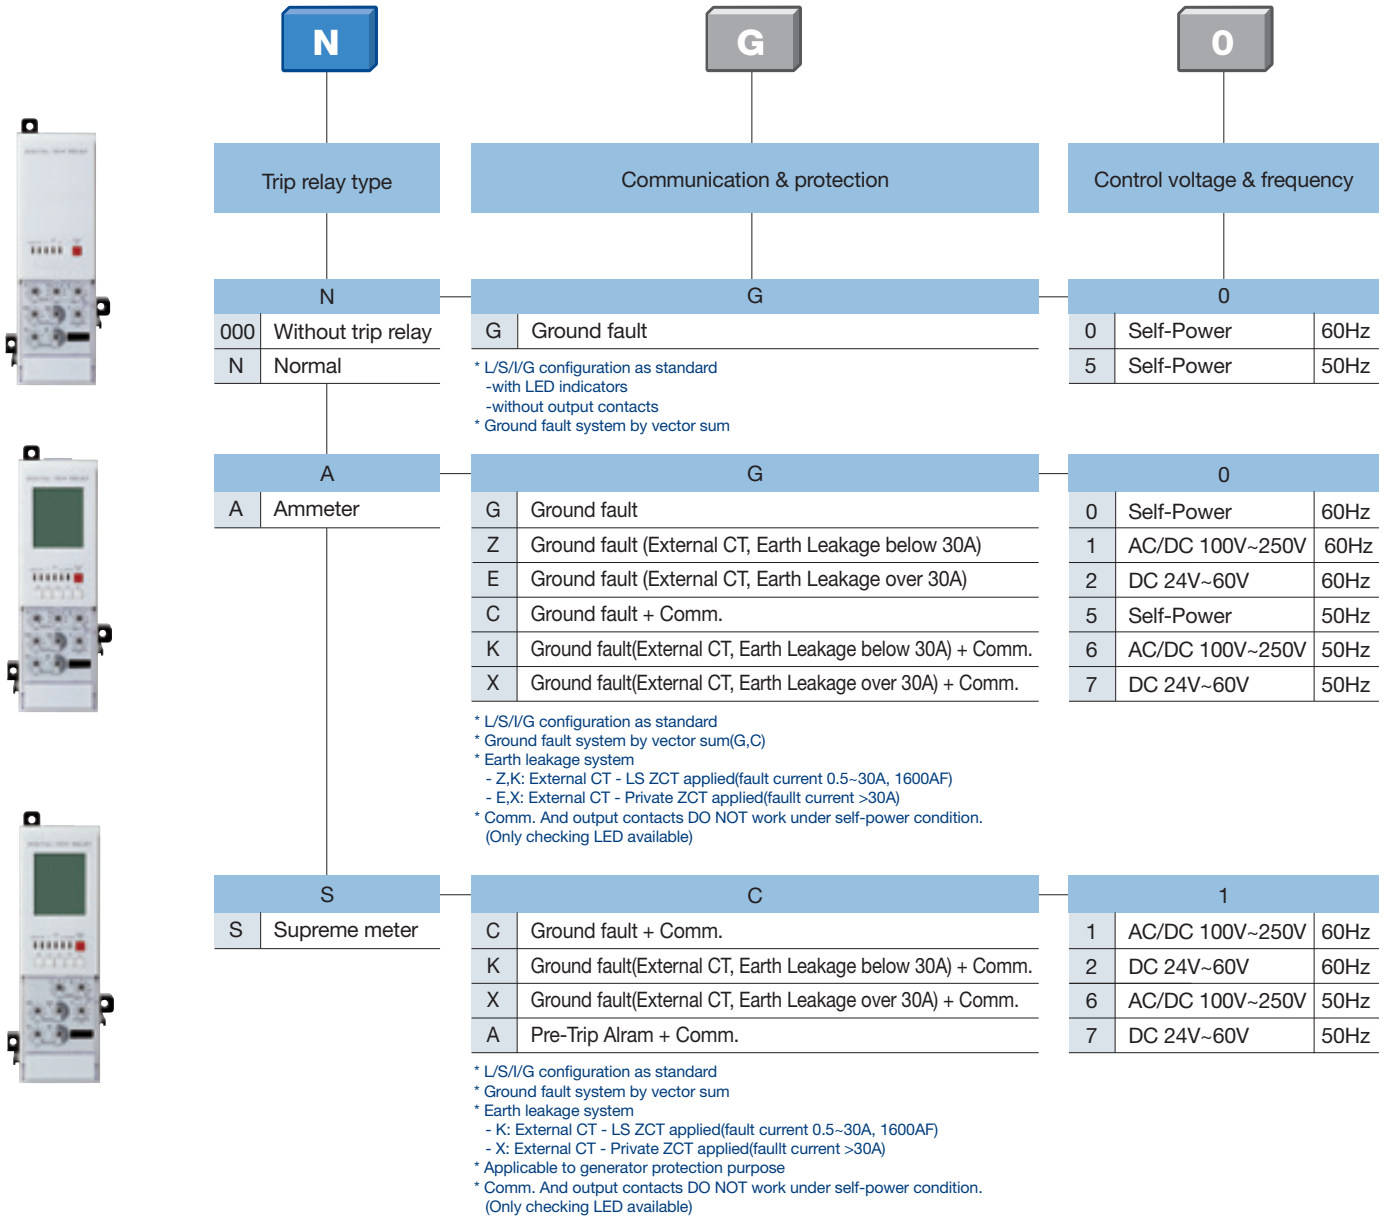 N G 0
Trip relay type Communication & protection Control voltage & frequency
N G 0
000 Without trip relay G Ground fault 0 Self-Power 60Hz
N Normal 5 Self-Power 50Hz
* L/S/I/G configuration as standard
-with LED indicators
-without output contacts
* Ground fault system by vector sum
A G 0
A Ammeter G Ground fault 0 Self-Power 60Hz
Z Ground fault (External CT, Earth Leakage below 30A) 1 AC/DC 100V~250V 60Hz
E Ground fault (External CT, Earth Leakage over 30A) 2 DC 24V~60V 60Hz
C Ground fault + Comm. 5 Self-Power 50Hz
K Ground fault(External CT, Earth Leakage below 30A) + Comm. 6 AC/DC 100V~250V 50Hz
X Ground fault(External CT, Earth Leakage over 30A) + Comm. 7 DC 24V~60V 50Hz
* L/S/I/G configuration as standard
* Ground fault system by vector sum(G,C)
* Earth leakage system
- Z,K: External CT - LS ZCT applied(fault current 0.5~30A, 1600AF)
- E,X: External CT - Private ZCT applied(faullt current >30A)
* Comm. And output contacts DO NOT work under self-power condition.
(Only checking LED available)
S C 1
S Supreme meter C Ground fault + Comm. 1 AC/DC 100V~250V 60Hz
K Ground fault(External CT, Earth Leakage below 30A) + Comm. 2 DC 24V~60V 60Hz
X Ground fault(External CT, Earth Leakage over 30A) + Comm. 6 AC/DC 100V~250V 50Hz
A Pre-Trip Alram + Comm. 7 DC 24V~60V 50Hz
* L/S/I/G configuration as standard
* Ground fault system by vector sum
* Earth leakage system
- K: External CT - LS ZCT applied(fault current 0.5~30A, 1600AF)
- X: External CT - Private ZCT applied(faullt current >30A)
* Applicable to generator protection purpose
* Comm. And output contacts DO NOT work under self-power condition.
(Only checking LED available)